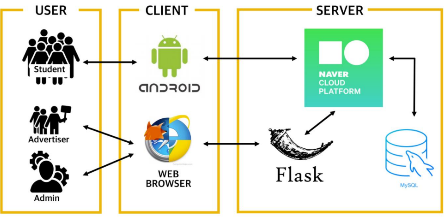 USER
CLIENT
SERVER
Student
ANDROID
NAVER
CLOUD
PLATFORM
Advertiser
WEB
BROWSER
Flask
MySQL
Admin